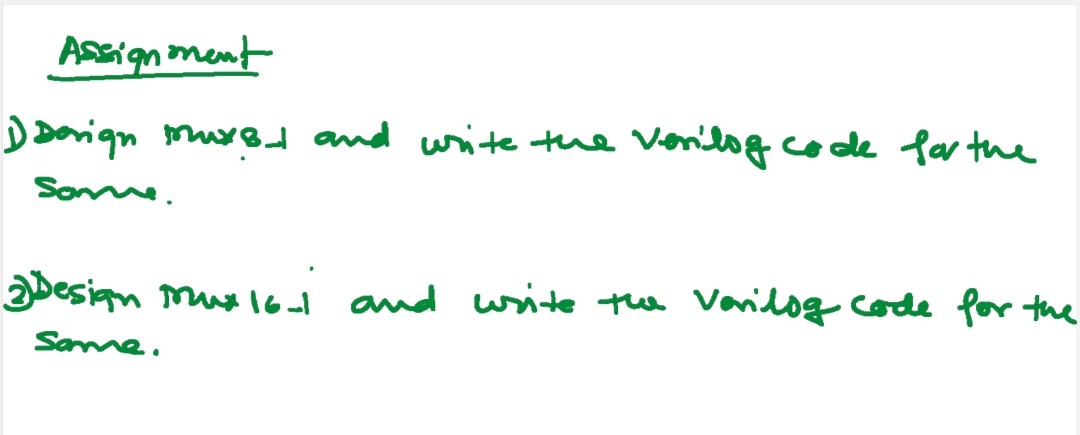 Assignment
1) Design mux8_1 and write the Verilog code for the
Same.
2) Design mux16_1 and write the Verilog code for the
Same.